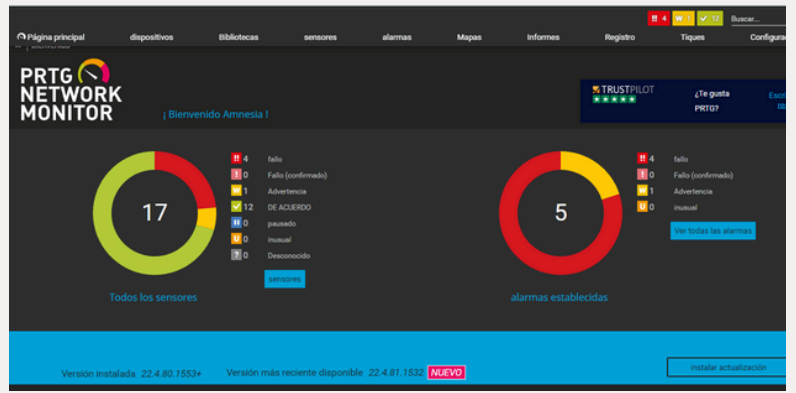 !! 4 W 1 ✓ 12 Buscar...
Página principal dispositivos Bibliotecas sensores alarmas Mapas Informes Registro Tiques Configura
Bienvenido
PRTG
NETWORK
MONITOR
¡ Bienvenido Amnesia !
TRUSTPILOT
¿Te gusta
PRTG?
Escri
17
!! 4 fallo
! 0 Fallo (confirmado)
W 1 Advertencia
✓ 12 DE ACUERDO
II 0 pausado
U 0 inusual
? 0 Desconocido
sensores
Todos los sensores
5
!! 4 fallo
! 0 Fallo (confirmado)
W 1 Advertencia
U 0 inusual
Ver todas las alarmas
alarmas establecidas
Versión instalada 22.4.80.1553+ Versión más reciente disponible 22.4.81.1532 NUEVO
instalar actualización